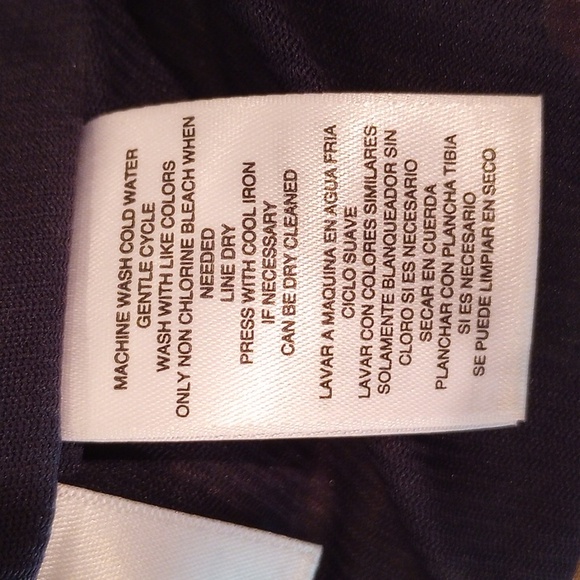 MACHINE WASH COLD WATER
GENTLE CYCLE
WASH WITH LIKE COLORS
ONLY NON CHLORINE BLEACH WHEN
NEEDED
LINE DRY
PRESS WITH COOL IRON
IF NECESSARY
CAN BE DRY CLEANED
LAVAR A MAQUINA EN AGUA FRIA
CICLO SUAVE
LAVAR CON COLORES SIMILARES
SOLAMENTE BLANQUEADOR SIN
CLORO SI ES NECESARIO
SECAR EN CUERDA
PLANCHAR CON PLANCHA TIBIA
SI ES NECESARIO
SE PUEDE LIMPIAR EN SECO